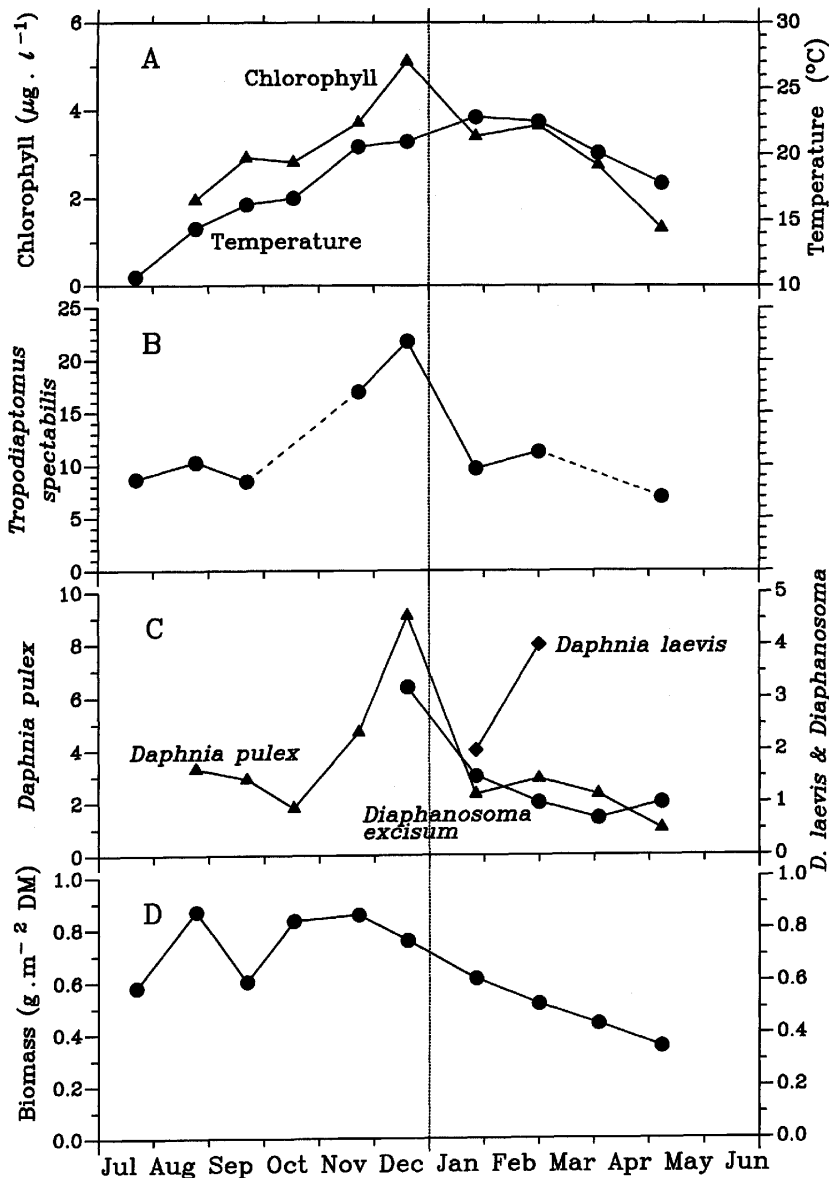 A
Chlorophyll (μg . ℓ⁻¹)
6
4
2
0
Temperature (°C)
30
25
20
15
10
Chlorophyll
Temperature
B
Tropodiaptomus
spectabilis
25
20
15
10
5
0
C
Daphnia pulex
10
8
6
4
2
0
D. laevis & Diaphanosoma
5
4
3
2
1
0
Daphnia laevis
Daphnia pulex
Diaphanosoma
excisum
D
Biomass (g .m⁻² DM)
1.0
0.8
0.6
0.4
0.2
0.0
1.0
0.8
0.6
0.4
0.2
0.0
Jul Aug Sep Oct Nov Dec Jan Feb Mar Apr May Jun